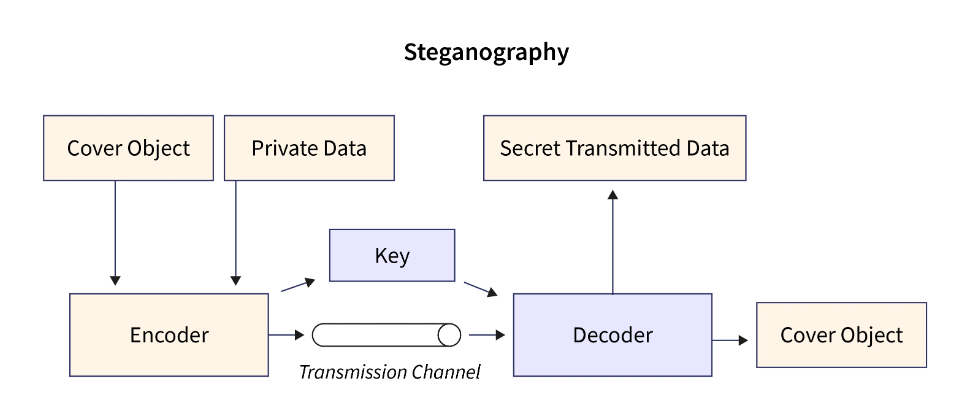 Steganography
Cover Object
Private Data
Secret Transmitted Data
Key
Encoder
Decoder
Cover Object
Transmission Channel